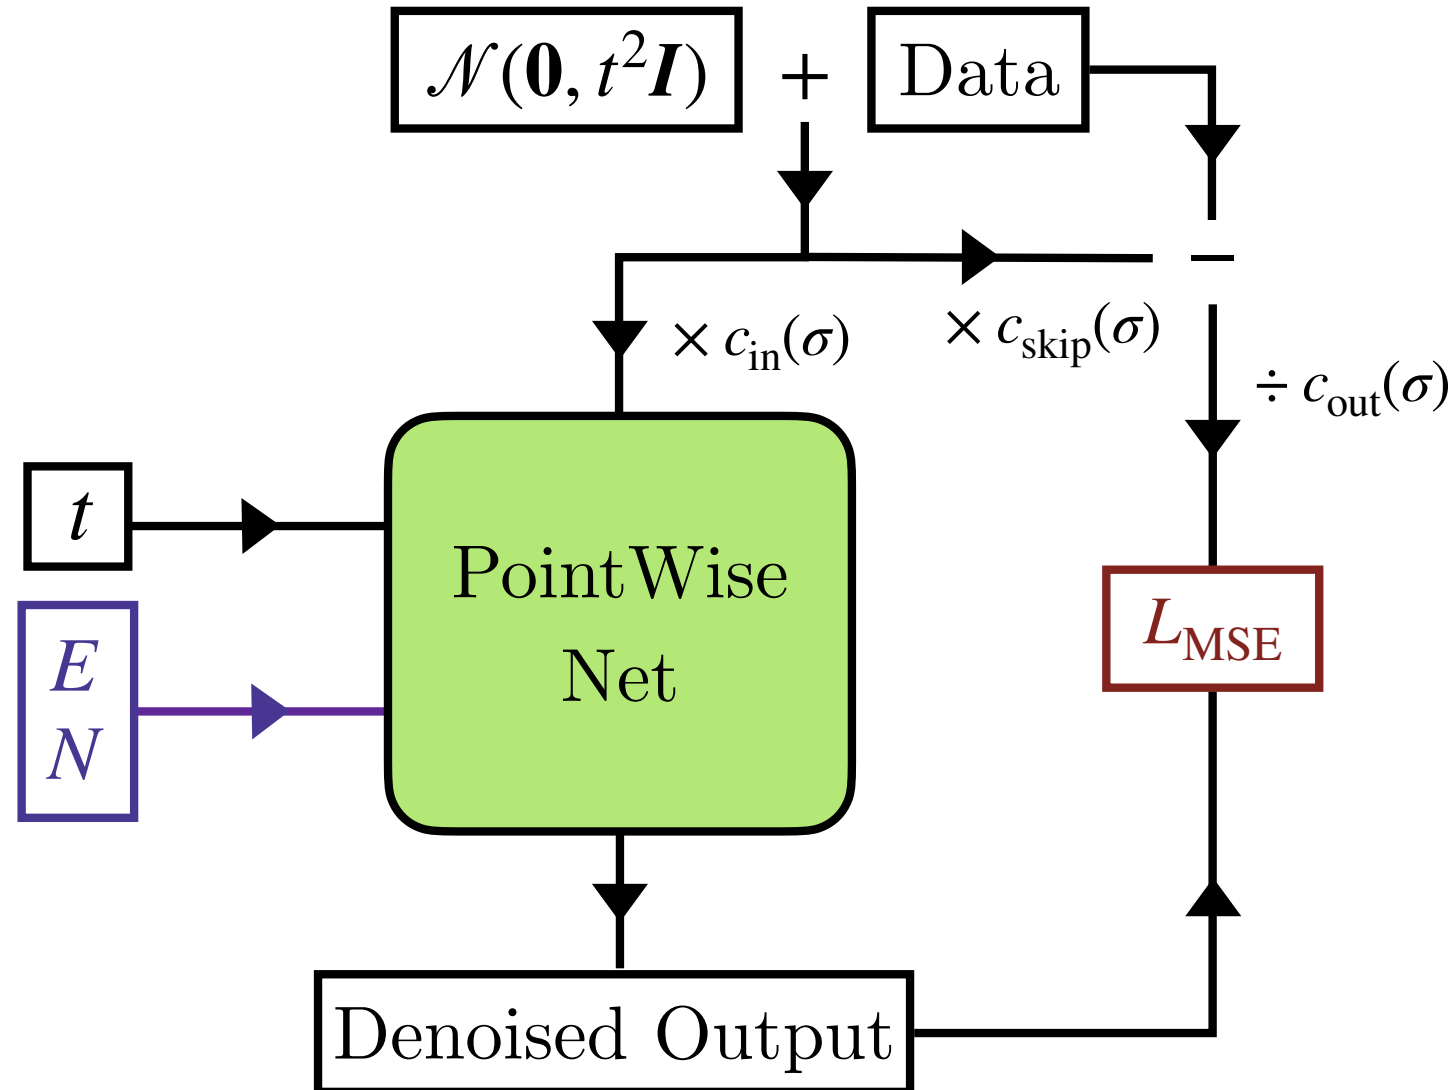 𝒩(𝟎, t²𝑰) + Data
−
× c_in(σ)
× c_skip(σ)
÷ c_out(σ)
t
E
N
PointWise
Net
L_MSE
Denoised Output